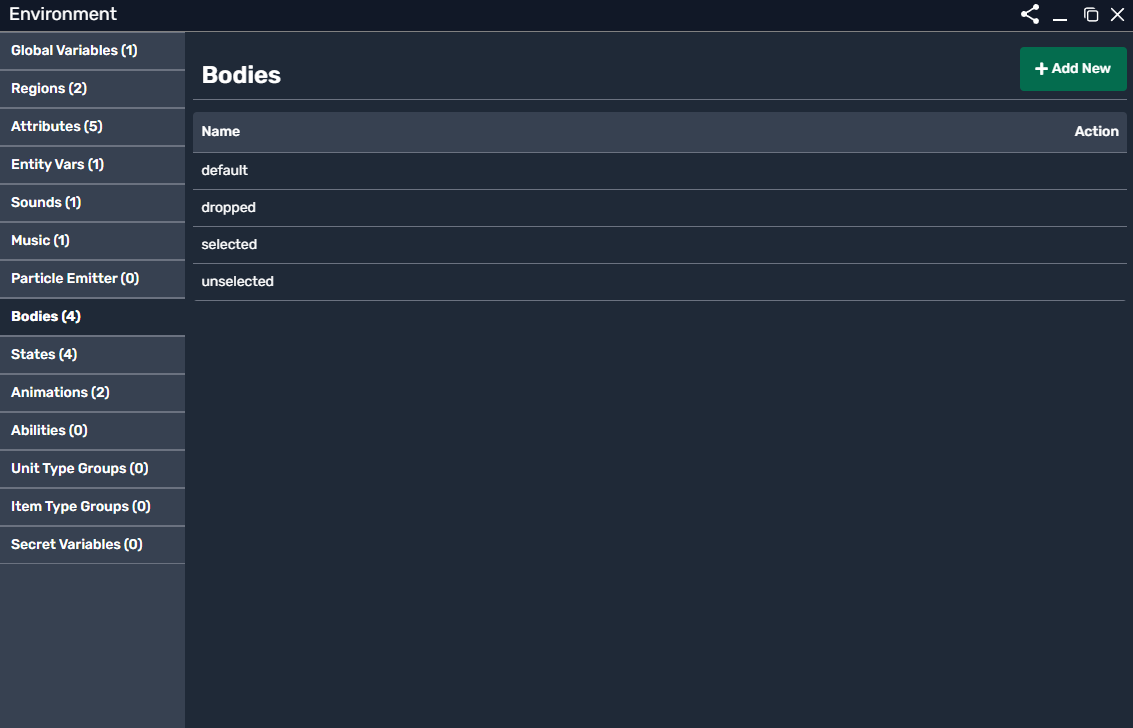 Environment
Global Variables (1)
Regions (2)
Attributes (5)
Entity Vars (1)
Sounds (1)
Music (1)
Particle Emitter (0)
Bodies (4)
States (4)
Animations (2)
Abilities (0)
Unit Type Groups (0)
Item Type Groups (0)
Secret Variables (0)
Bodies
Add New
Name Action
default
dropped
selected
unselected